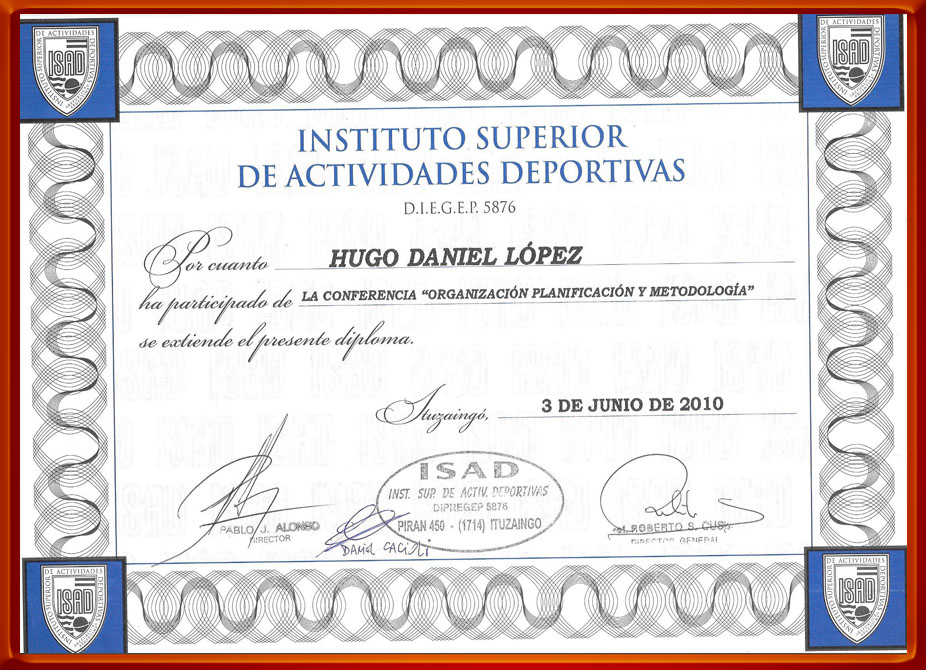 INSTITUTO SUPERIOR
DE ACTIVIDADES DEPORTIVAS
D.I.E.G.E.P. 5876
Por cuanto HUGO DANIEL LÓPEZ
ha participado de LA CONFERENCIA “ORGANIZACIÓN PLANIFICACIÓN Y METODOLOGÍA”
se extiende el presente diploma.
Ituzaingó, 3 DE JUNIO DE 2010
ISAD
INST. SUP. DE ACTIV. DEPORTIVAS
DIPREGEP 5876
PIRAN 450 - (1714) ITUZAINGO
PABLO J. ALONSO
DIRECTOR
David
ROBERTO S.
DIRECTOR GENERAL
INSTITUTO SUPERIOR DE ACTIVIDADES DEPORTIVAS
ISAD
INSTITUTO SUPERIOR DE ACTIVIDADES DEPORTIVAS
ISAD
INSTITUTO SUPERIOR DE ACTIVIDADES DEPORTIVAS
ISAD
INSTITUTO SUPERIOR DE ACTIVIDADES DEPORTIVAS
ISAD